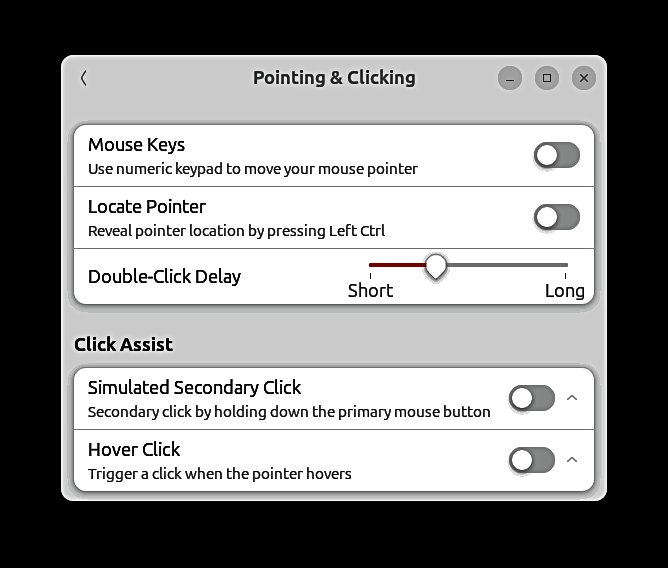 Pointing & Clicking
Mouse Keys
Use numeric keypad to move your mouse pointer
Locate Pointer
Reveal pointer location by pressing Left Ctrl
Double-Click Delay
Short Long
Click Assist
Simulated Secondary Click
Secondary click by holding down the primary mouse button
Hover Click
Trigger a click when the pointer hovers